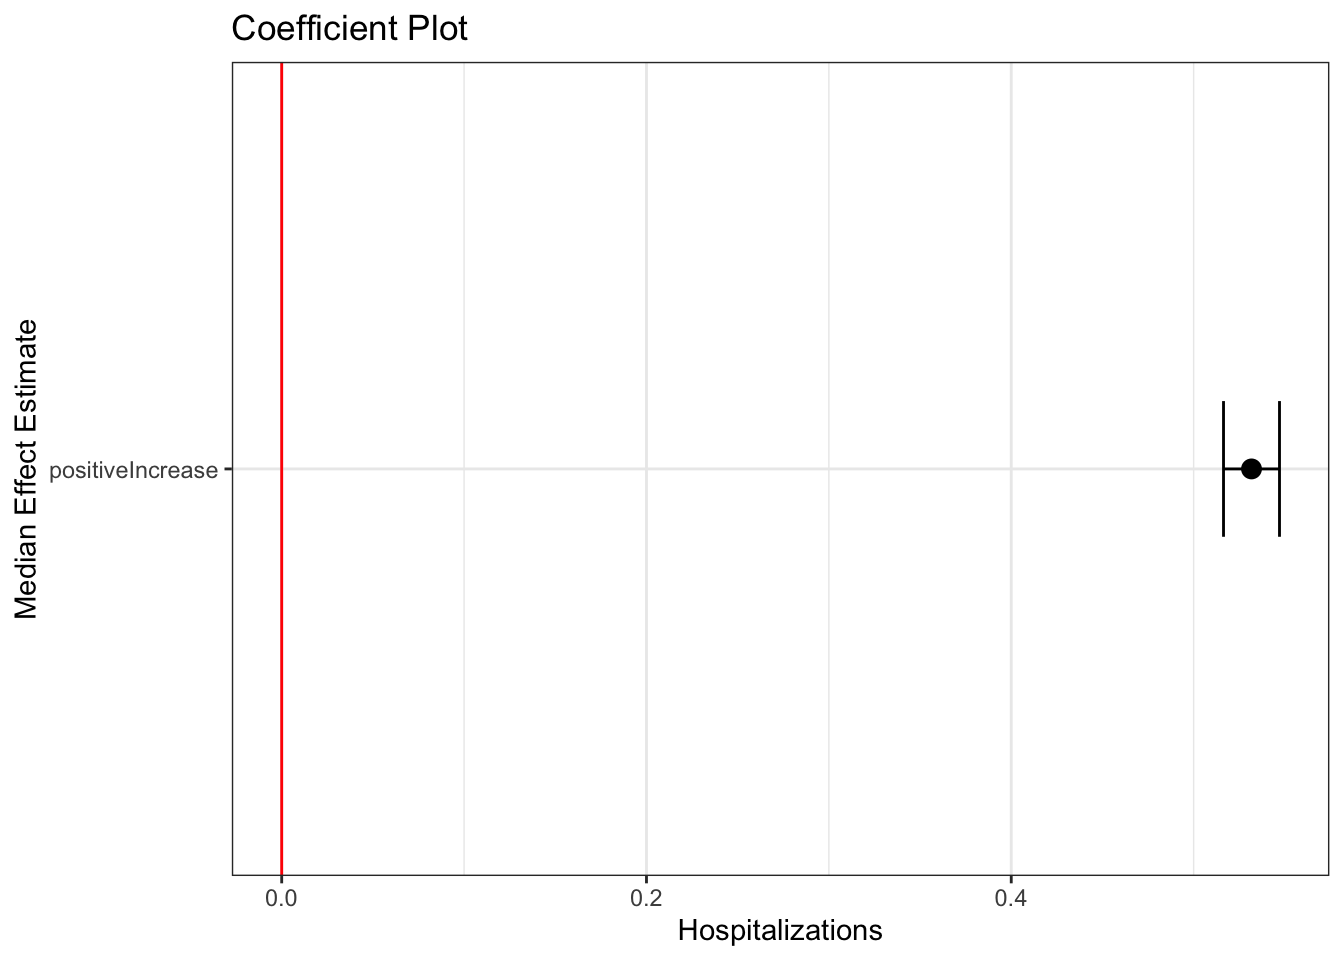 Coefficient Plot
Median Effect Estimate
positiveIncrease
0.0
0.2
0.4
Hospitalizations